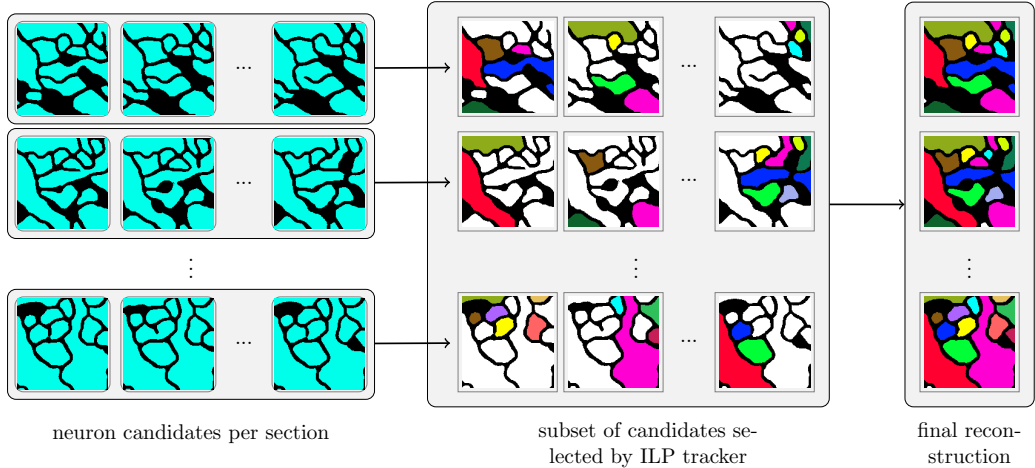 ...
...
...
...
⋮
⋮
⋮
...
...
neuron candidates per section
subset of candidates se-
lected by ILP tracker
final recon-
struction